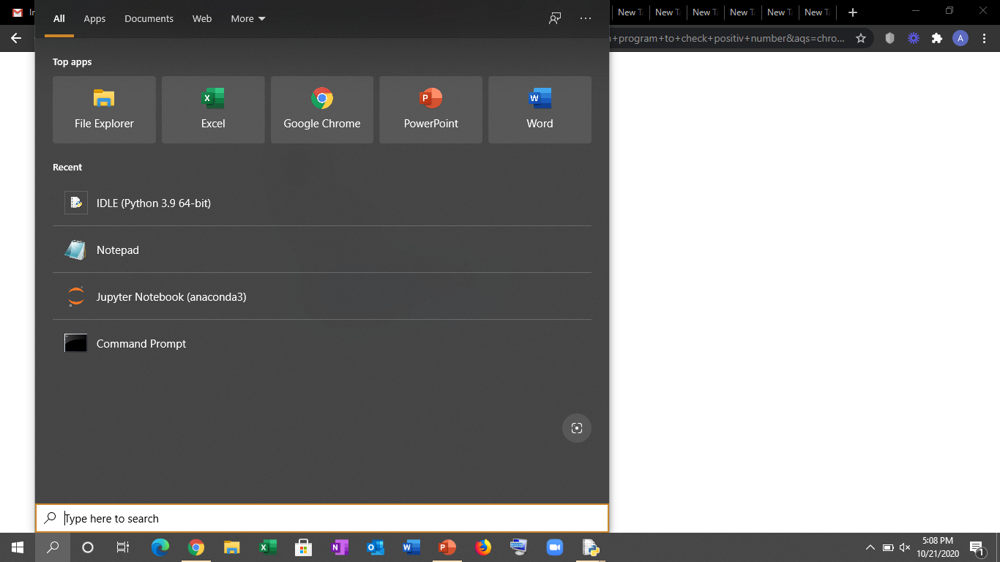 All Apps Documents Web More
New T New T New T New T New T New T
program+to+check+positiv+number&aqs=chro...
A
Top apps
File Explorer Excel Google Chrome PowerPoint Word
Recent
IDLE (Python 3.9 64-bit)
Notepad
Jupyter Notebook (anaconda3)
Command Prompt
Type here to search
5:08 PM
10/21/2020
1